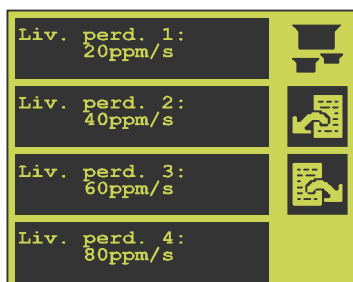 Liv. perd. 1:
20ppm/s
Liv. perd. 2:
40ppm/s
Liv. perd. 3:
60ppm/s
Liv. perd. 4:
80ppm/s